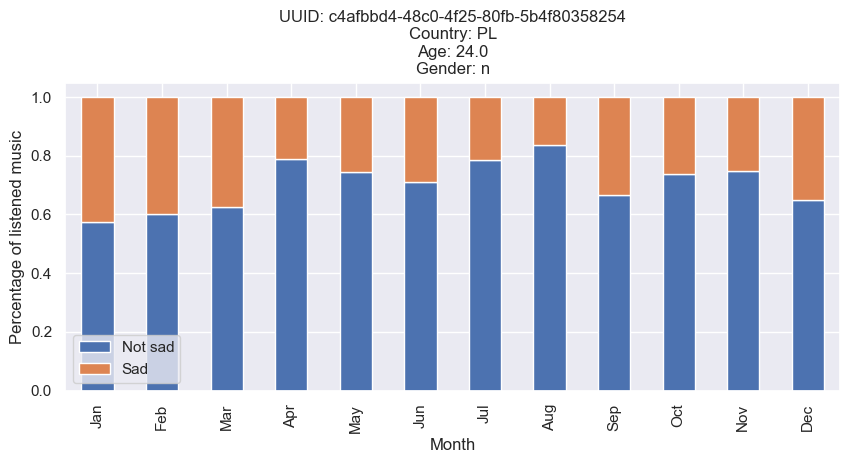 UUID: c4afbbd4-48c0-4f25-80fb-5b4f80358254
Country: PL
Age: 24.0
Gender: n
Percentage of listened music
1.0
0.8
0.6
0.4
0.2
0.0
Not sad
Sad
Jan
Feb
Mar
Apr
May
Jun
Jul
Aug
Sep
Oct
Nov
Dec
Month